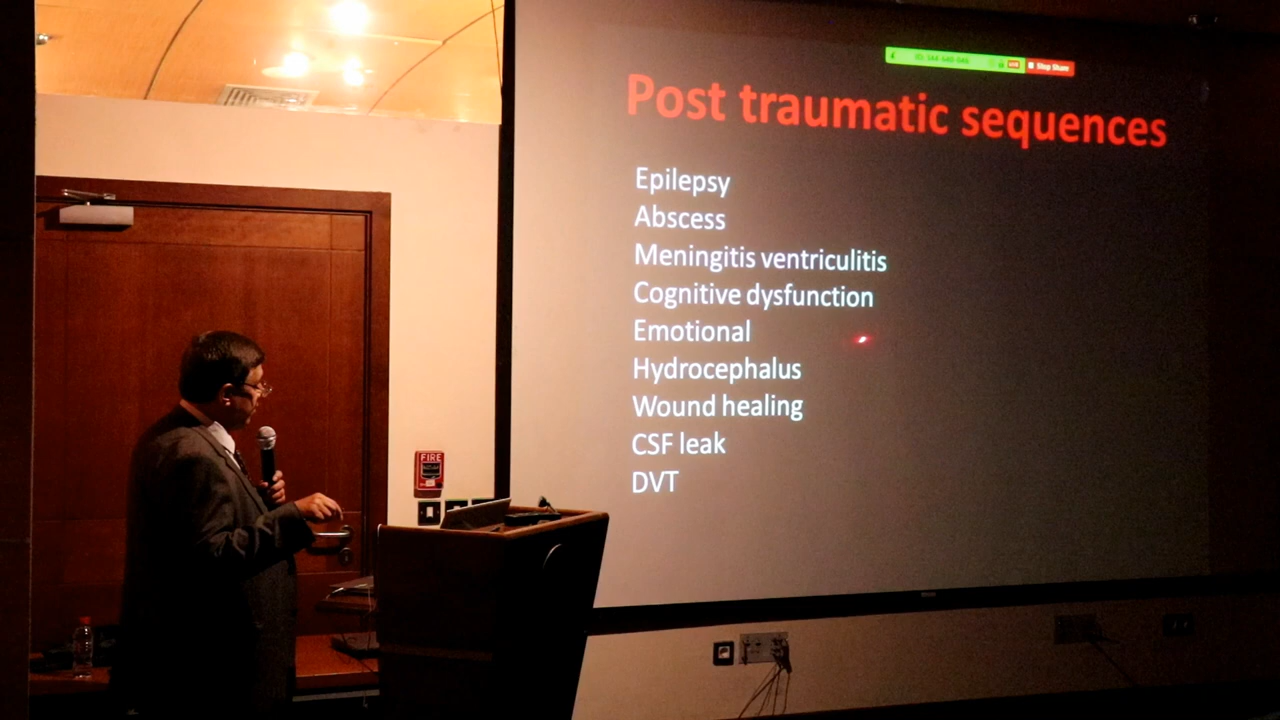 Stop Share
Post traumatic sequences
Epilepsy
Abscess
Meningitis ventriculitis
Cognitive dysfunction
Emotional
Hydrocephalus
Wound healing
CSF leak
DVT
FIRE